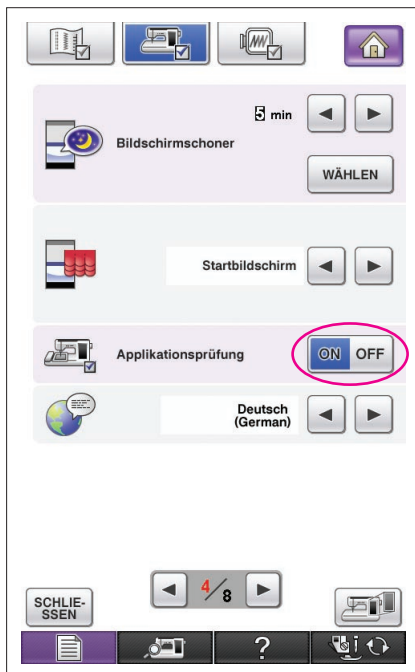 5 min
Bildschirmschoner
WÄHLEN
Startbildschirm
Applikationsprüfung
ON OFF
Deutsch
(German)
4/8
SCHLIE-
SSEN
?